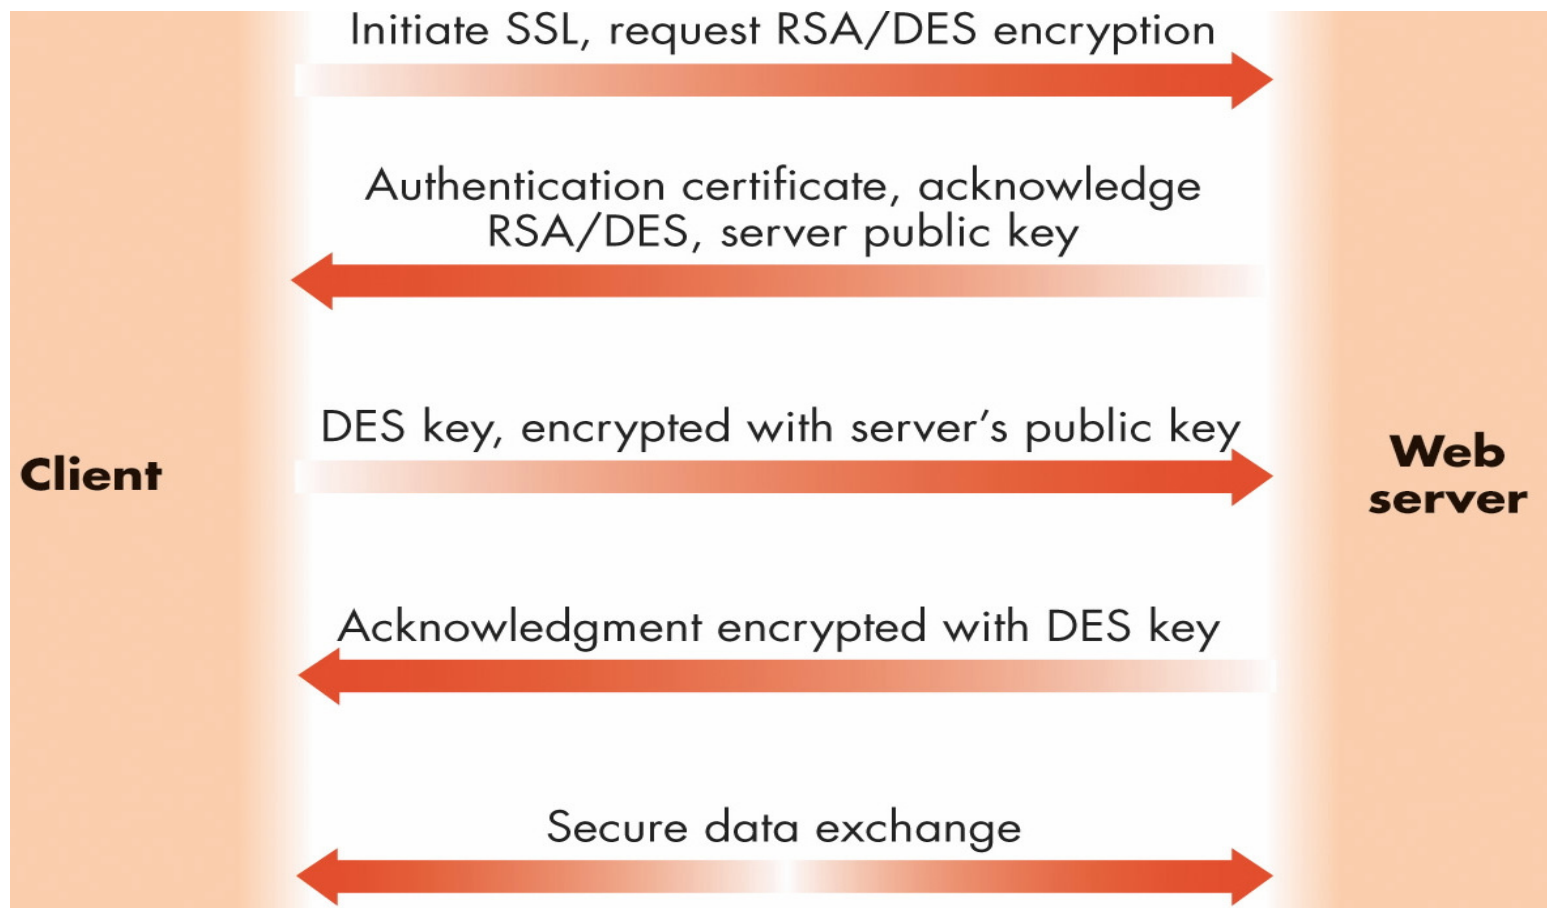 Initiate SSL, request RSA/DES encryption
Authentication certificate, acknowledge
RSA/DES, server public key
DES key, encrypted with server’s public key
Client
Web
server
Acknowledgment encrypted with DES key
Secure data exchange